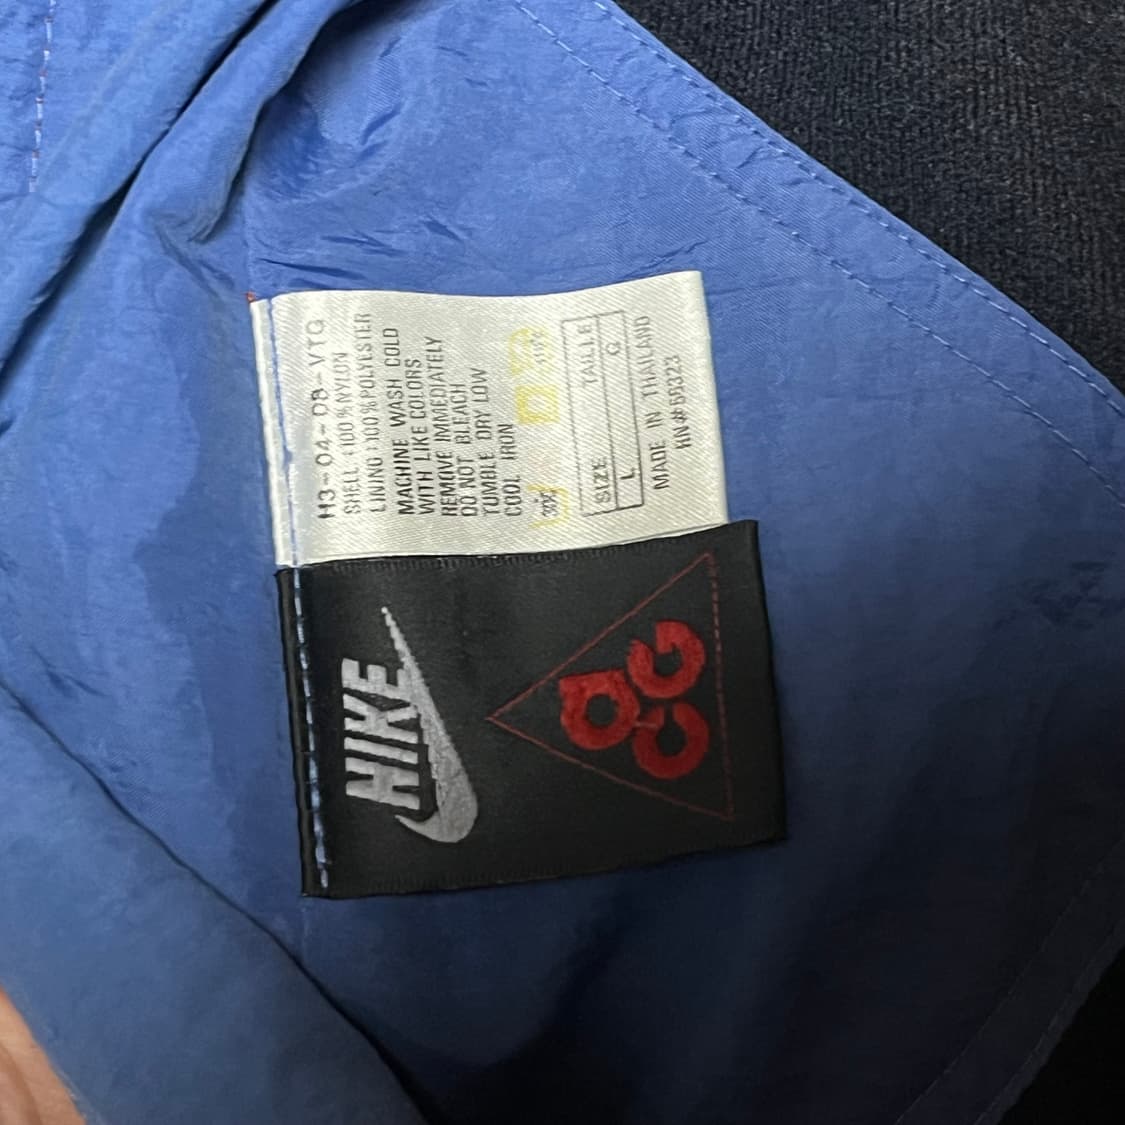 H3-04-08-VTG
SHELL:100%NYLON
LINING:100%POLYESTER
MACHINE WASH COLD
WITH LIKE COLORS
REMOVE IMMEDIATELY
DO NOT BLEACH
TUMBLE DRY LOW
COOL IRON
SIZE TALLE
L G
MADE IN THAILAND
RN#56323
NIKE
aCG